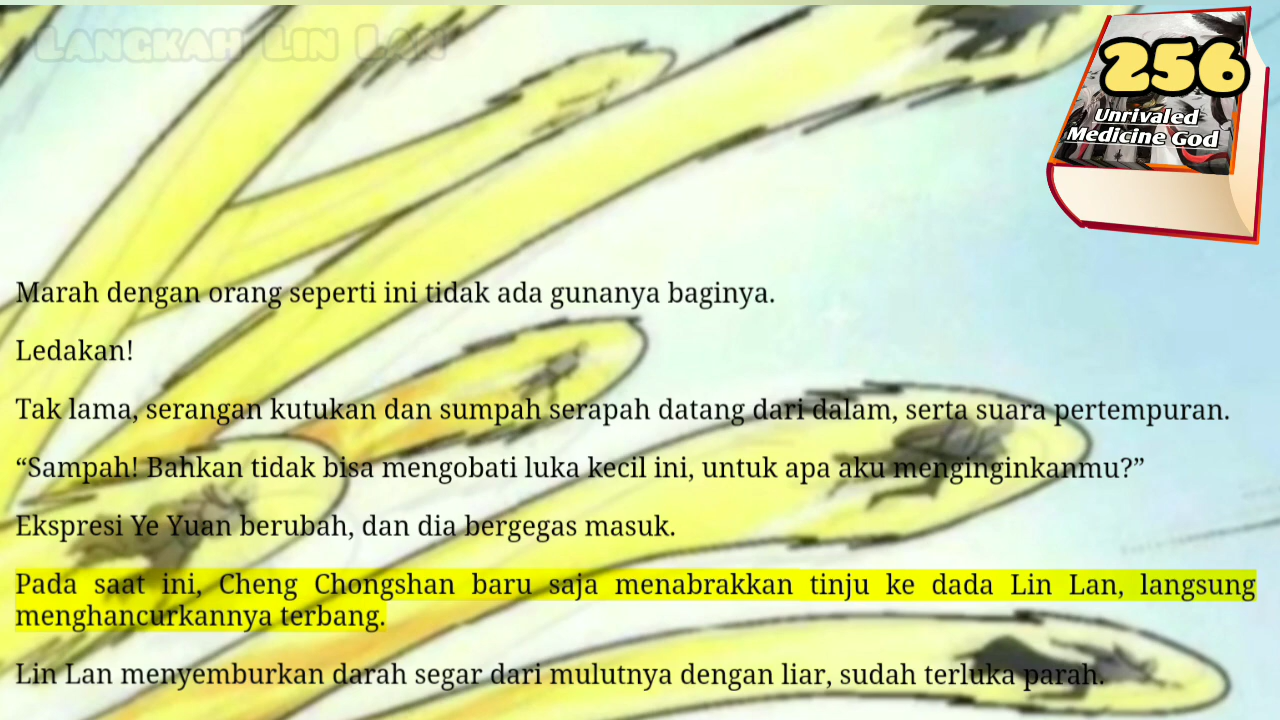 Langkah Lin Lan
256
Unrivaled
Medicine God
Marah dengan orang seperti ini tidak ada gunanya baginya.
Ledakan!
Tak lama, serangan kutukan dan sumpah serapah datang dari dalam, serta suara pertempuran.
“Sampah! Bahkan tidak bisa mengobati luka kecil ini, untuk apa aku menginginkanmu?”
Ekspresi Ye Yuan berubah, dan dia bergegas masuk.
Pada saat ini, Cheng Chongshan baru saja menabrakkan tinju ke dada Lin Lan, langsung
menghancurkannya terbang.
Lin Lan menyemburkan darah segar dari mulutnya dengan liar, sudah terluka parah.